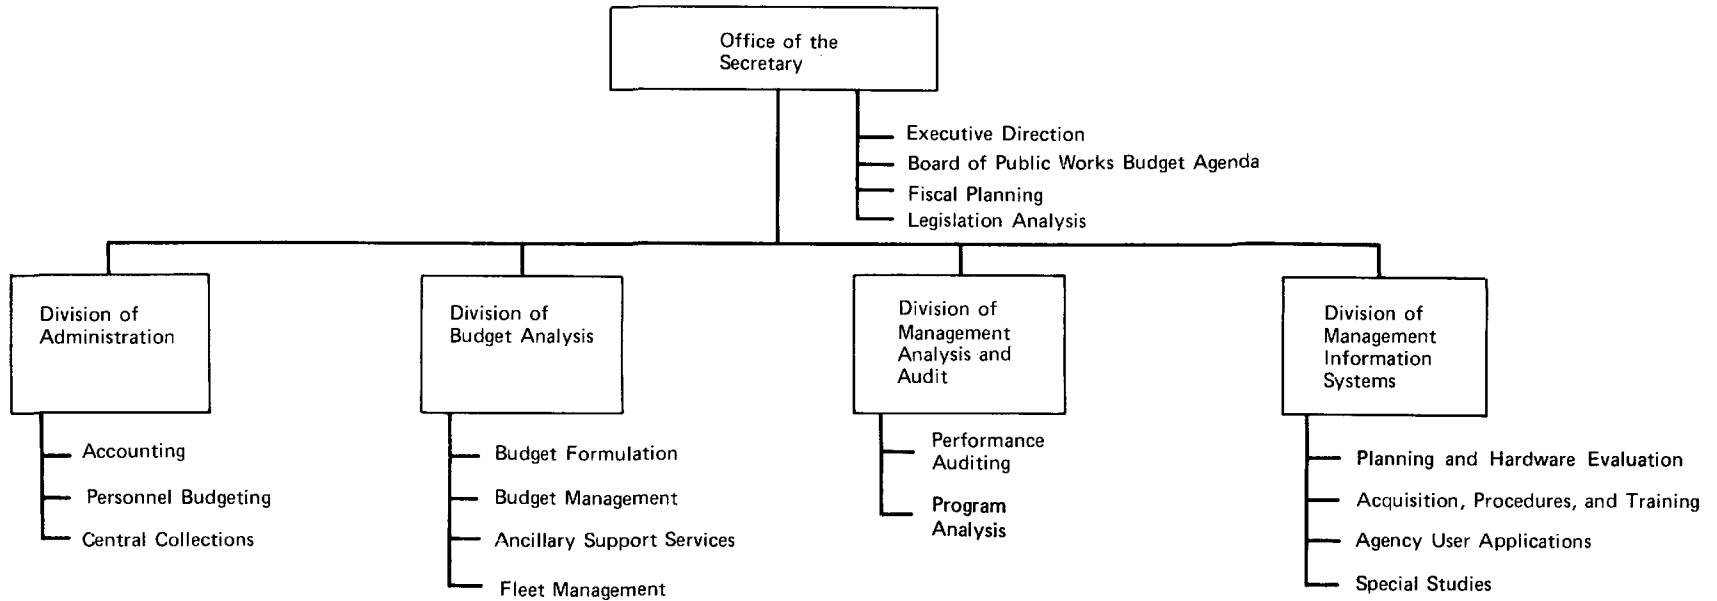 Office of the
Secretary
Executive Direction
Board of Public Works Budget Agenda
Fiscal Planning
Legislation Analysis
Division of
Administration
Accounting
Personnel Budgeting
Central Collections
Division of
Budget Analysis
Budget Formulation
Budget Management
Ancillary Support Services
Fleet Management
Division of
Management
Analysis and
Audit
Performance
Auditing
Program
Analysis
Division of
Management
Information
Systems
Planning and Hardware Evaluation
Acquisition, Procedures, and Training
Agency User Applications
Special Studies